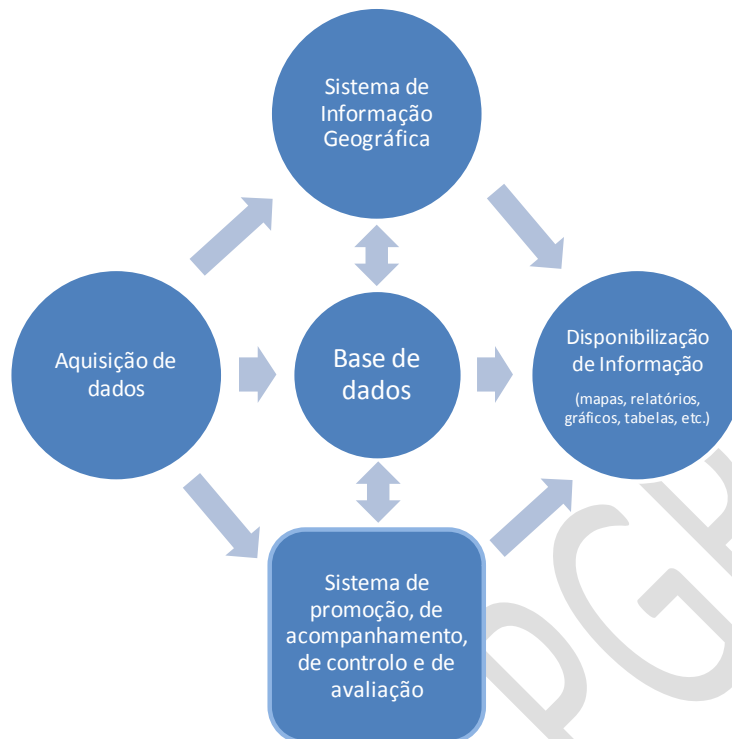 Sistema de
Informação
Geográfica
Aquisição de
dados
Base de
dados
Disponibilização
de Informação
(mapas, relatórios,
gráficos, tabelas, etc.)
Sistema de
promoção, de
acompanhamento,
de controlo e de
avaliação